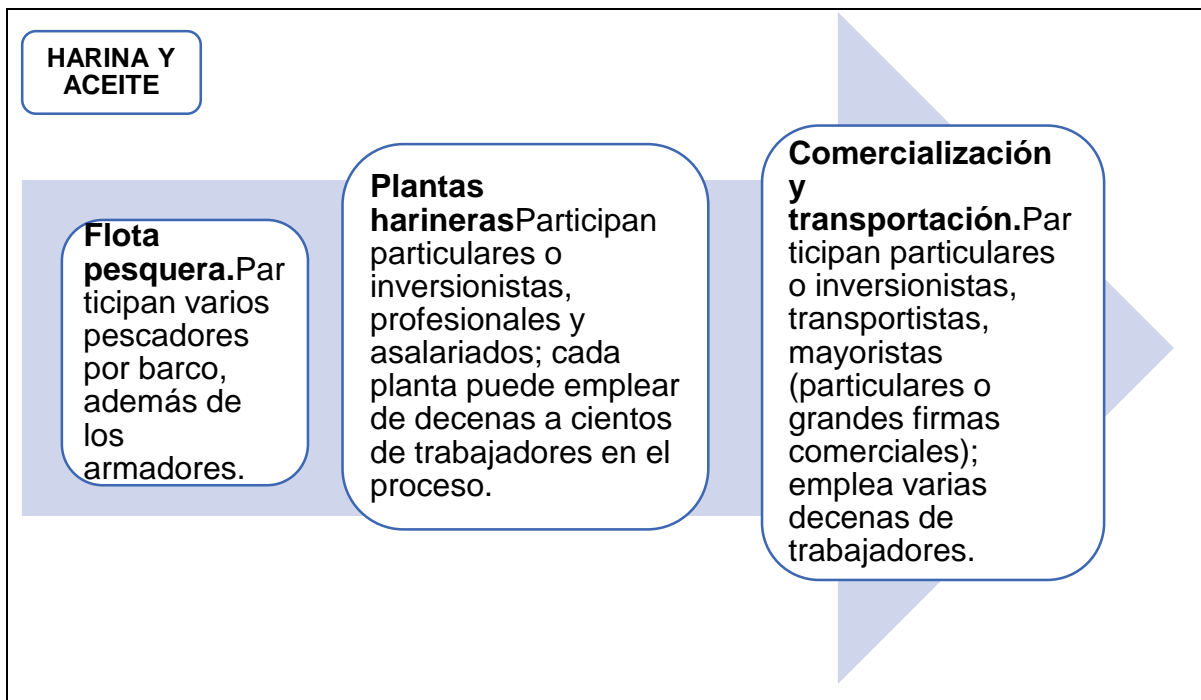 HARINA Y
ACEITE
Flota
pesquera.Par
ticipan varios
pescadores
por barco,
además de
los
armadores.
Plantas
harinerasParticipan
particulares o
inversionistas,
profesionales y
asalariados; cada
planta puede emplear
de decenas a cientos
de trabajadores en el
proceso.
Comercialización
y
transportación.Par
ticipan particulares
o inversionistas,
transportistas,
mayoristas
(particulares o
grandes firmas
comerciales);
emplea varias
decenas de
trabajadores.